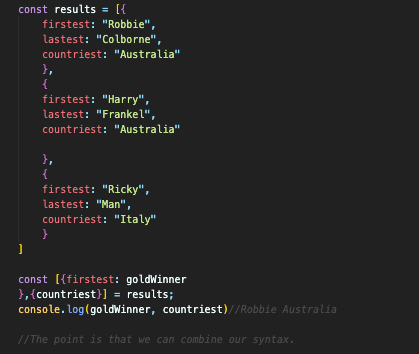 const results = [{
firstest: "Robbie",
lastest: "Colborne",
countriest: "Australia"
},
{
firstest: "Harry",
lastest: "Frankel",
countriest: "Australia"
},
{
firstest: "Ricky",
lastest: "Man",
countriest: "Italy"
}
]
const [{firstest: goldWinner
},{countriest}] = results;
console.log(goldWinner, countriest)//Robbie Australia
//The point is that we can combine our syntax.